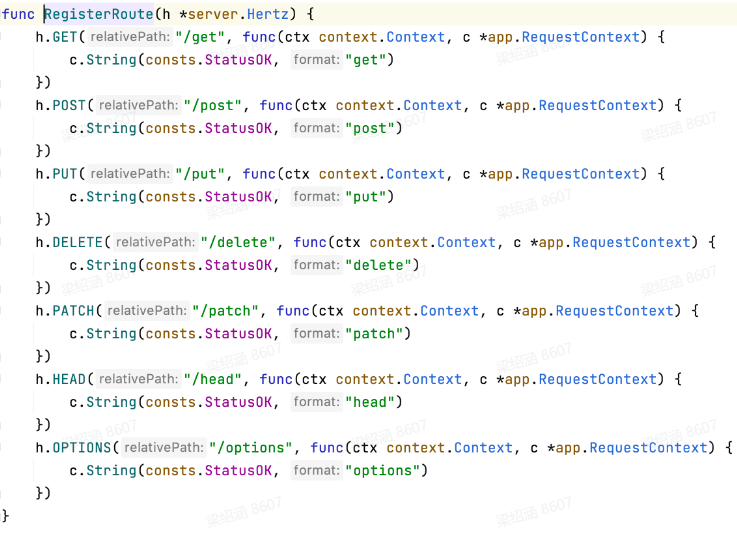 func RegisterRoute(h *server.Hertz) {
    h.GET( relativePath: "/get", func(ctx context.Context, c *app.RequestContext) {
        c.String(consts.StatusOK, format: "get")
    })
    h.POST( relativePath: "/post", func(ctx context.Context, c *app.RequestContext) {
        c.String(consts.StatusOK, format: "post")
    })
    h.PUT( relativePath: "/put", func(ctx context.Context, c *app.RequestContext) {
        c.String(consts.StatusOK, format: "put")
    })
    h.DELETE( relativePath: "/delete", func(ctx context.Context, c *app.RequestContext) {
        c.String(consts.StatusOK, format: "delete")
    })
    h.PATCH( relativePath: "/patch", func(ctx context.Context, c *app.RequestContext) {
        c.String(consts.StatusOK, format: "patch")
    })
    h.HEAD( relativePath: "/head", func(ctx context.Context, c *app.RequestContext) {
        c.String(consts.StatusOK, format: "head")
    })
    h.OPTIONS( relativePath: "/options", func(ctx context.Context, c *app.RequestContext) {
        c.String(consts.StatusOK, format: "options")
    })
}
梁绍涵 8607